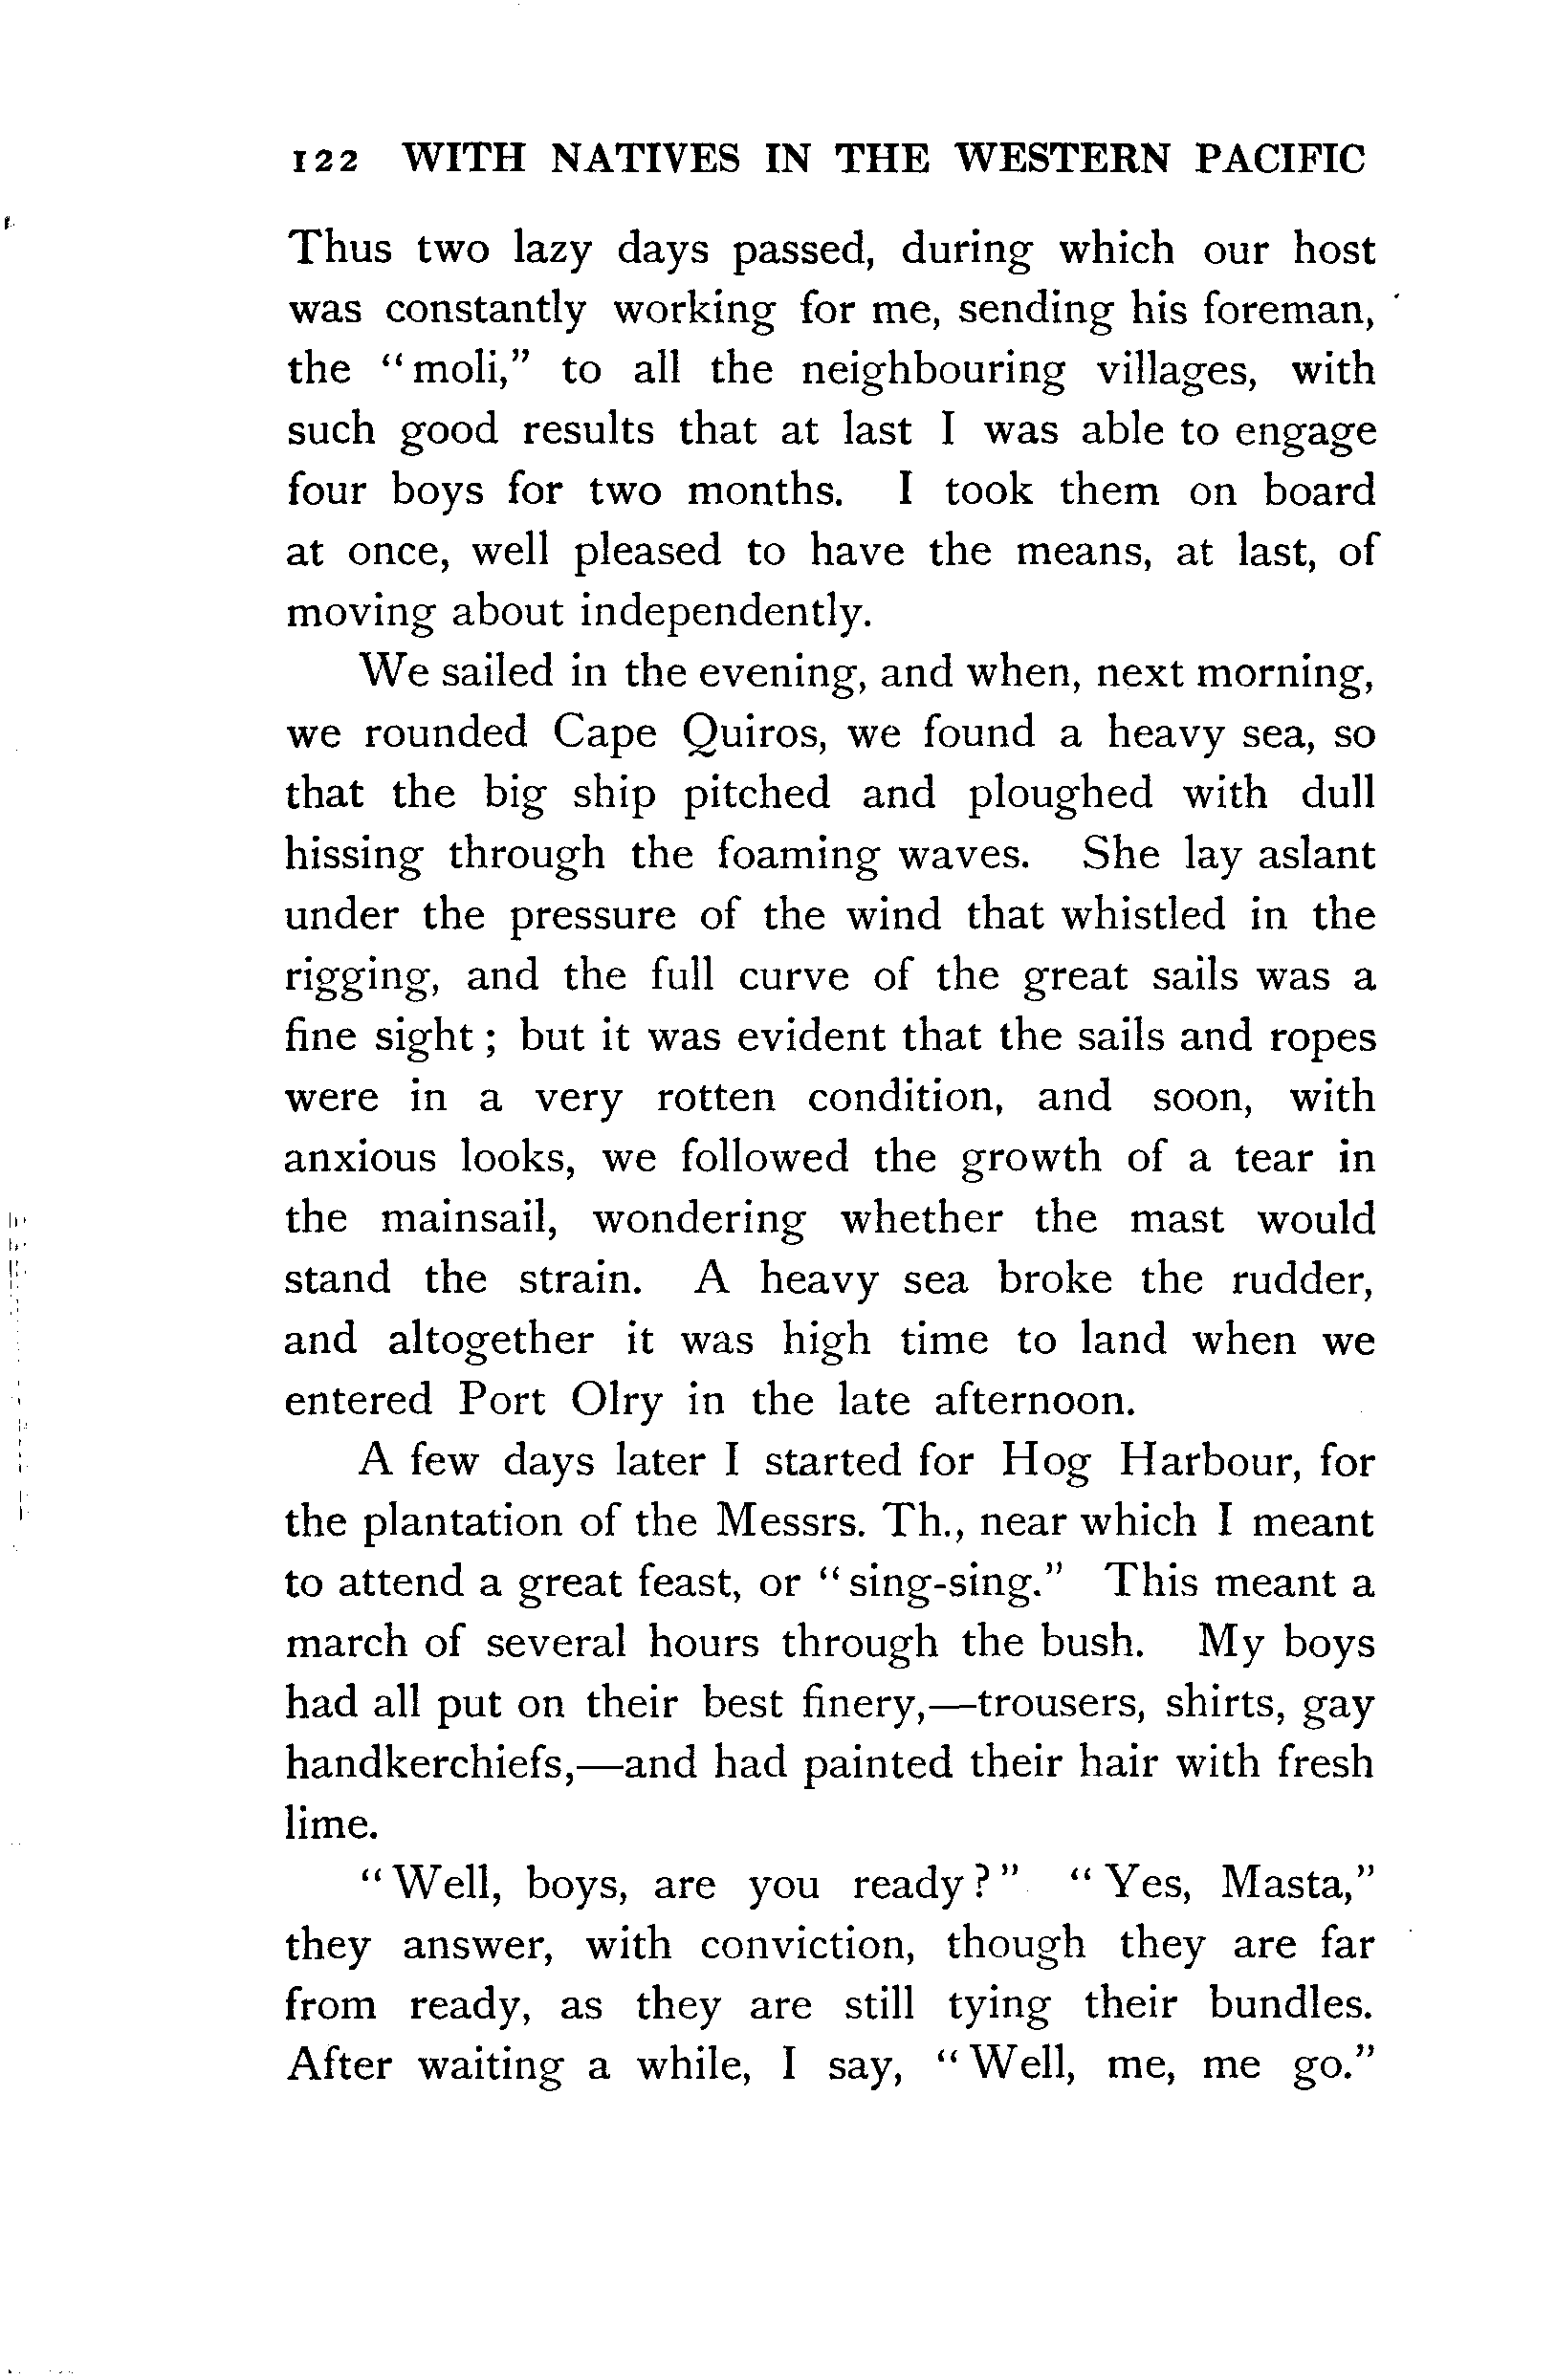 122 WITH NATIVES IN THE WESTERN PACIFIC
Thus two lazy days passed, during which our host
was constantly working for me, sending his foreman,
the “moli,” to all the neighbouring villages, with
such good results that at last I was able to engage
four boys for two months. I took them on board
at once, well pleased to have the means, at last, of
moving about independently.
We sailed in the evening, and when, next morning,
we rounded Cape Quiros, we found a heavy sea, so
that the big ship pitched and ploughed with dull
hissing through the foaming waves. She lay aslant
under the pressure of the wind that whistled in the
rigging, and the full curve of the great sails was a
fine sight; but it was evident that the sails and ropes
were in a very rotten condition, and soon, with
anxious looks, we followed the growth of a tear in
the mainsail, wondering whether the mast would
stand the strain. A heavy sea broke the rudder,
and altogether it was high time to land when we
entered Port Olry in the late afternoon.
A few days later I started for Hog Harbour, for
the plantation of the Messrs. Th., near which I meant
to attend a great feast, or “sing-sing.” This meant a
march of several hours through the bush. My boys
had all put on their best finery,—trousers, shirts, gay
handkerchiefs,—and had painted their hair with fresh
lime.
“Well, boys, are you ready?” “Yes, Masta,”
they answer, with conviction, though they are far
from ready, as they are still tying their bundles.
After waiting a while, I say, “Well, me, me go.”